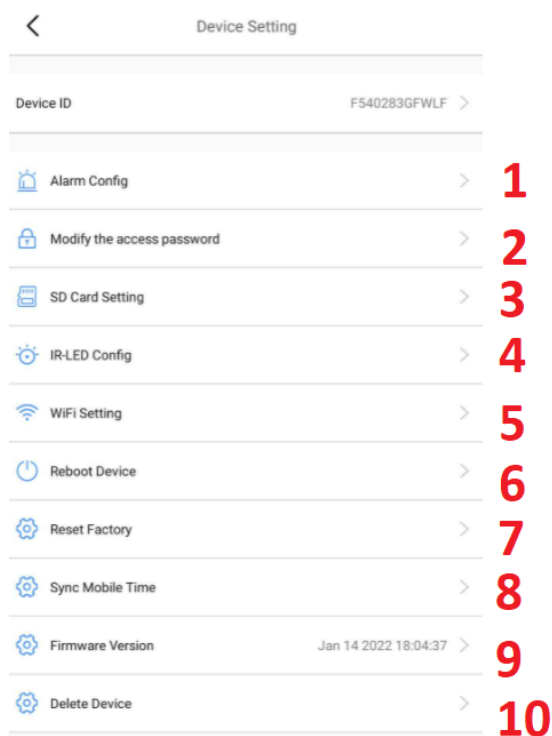 Device Setting
Device ID F540283GFWLF
Alarm Config 1
Modify the access password 2
SD Card Setting 3
IR-LED Config 4
WiFi Setting 5
Reboot Device 6
Reset Factory 7
Sync Mobile Time 8
Firmware Version Jan 14 2022 18:04:37 9
Delete Device 10